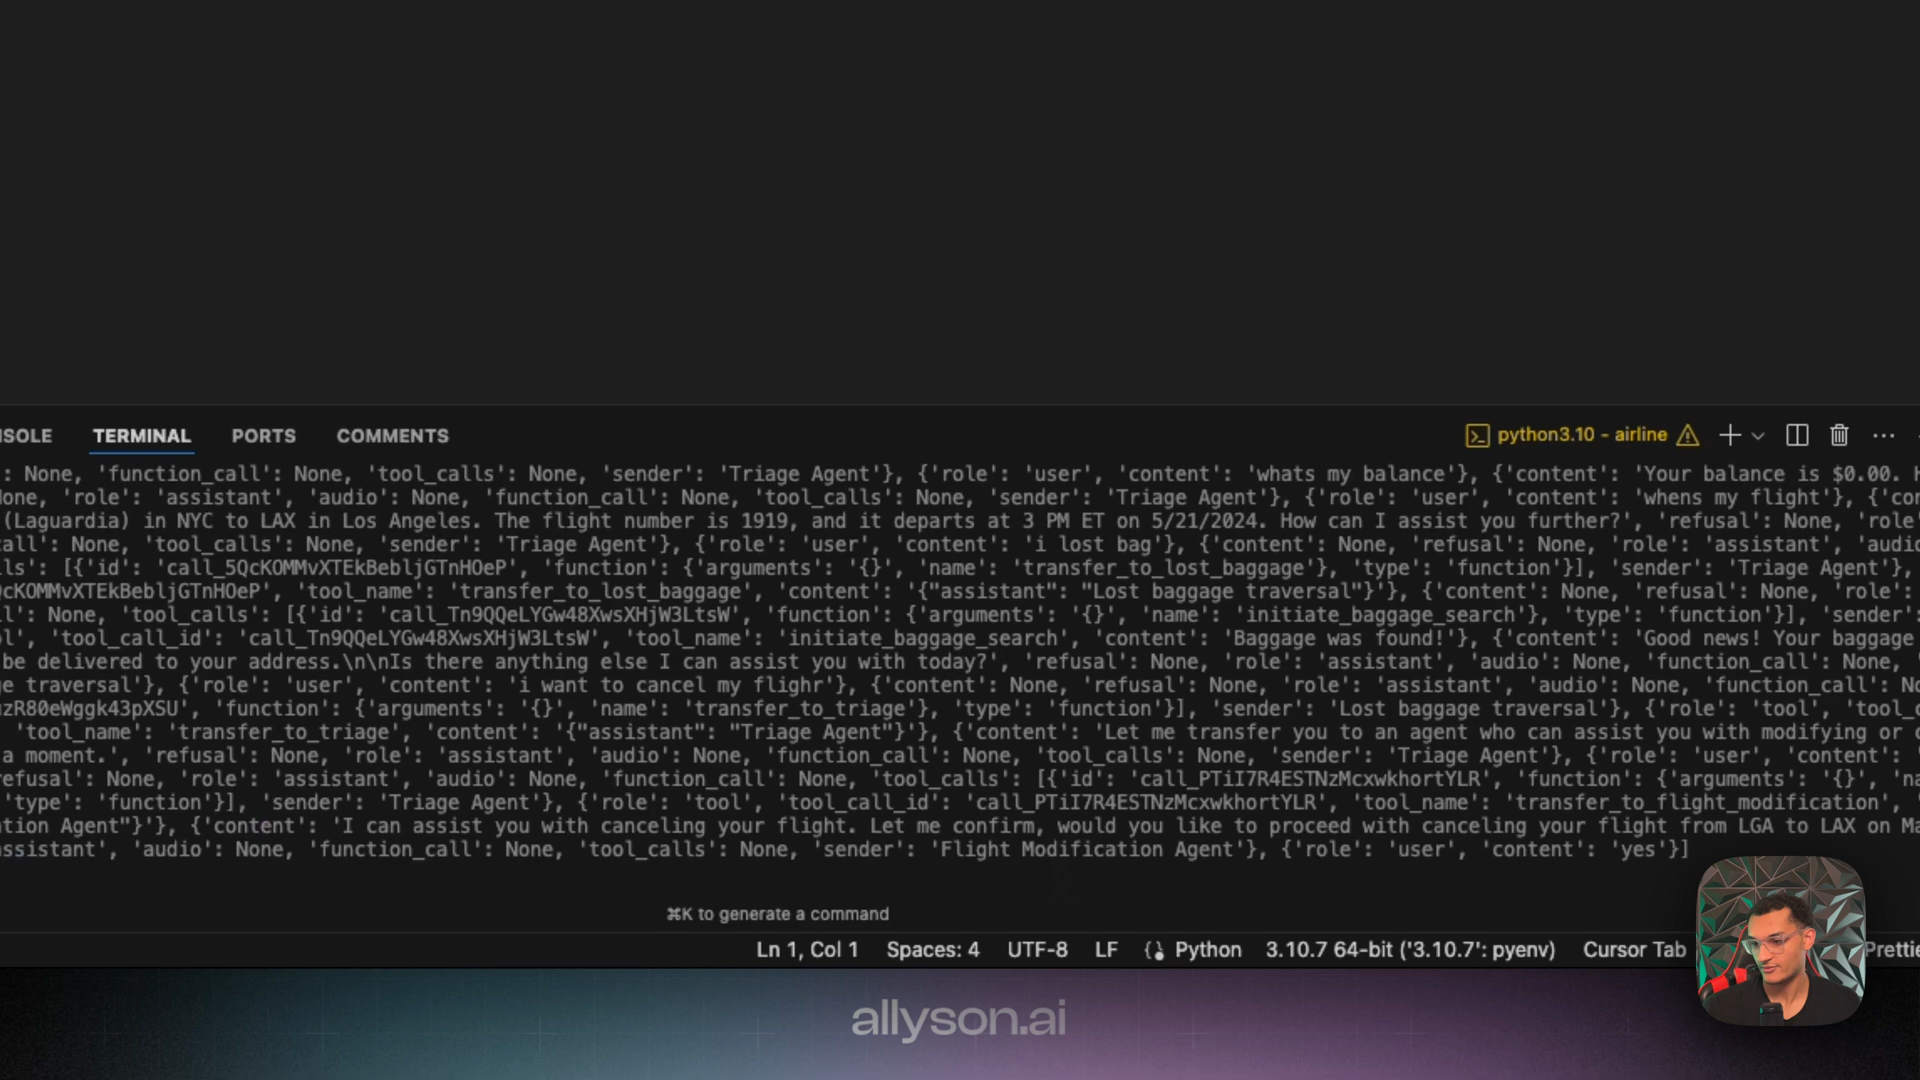 SOLE TERMINAL PORTS COMMENTS python3.10 - airline
: None, 'function_call': None, 'tool_calls': None, 'sender': 'Triage Agent'}, {'role': 'user', 'content': 'whats my balance'}, {'content': 'Your balance is $0.00. H
None, 'role': 'assistant', 'audio': None, 'function_call': None, 'tool_calls': None, 'sender': 'Triage Agent'}, {'role': 'user', 'content': 'whens my flight'}, {'con
(Laguardia) in NYC to LAX in Los Angeles. The flight number is 1919, and it departs at 3 PM ET on 5/21/2024. How can I assist you further?', 'refusal': None, 'role'
call': None, 'tool_calls': None, 'sender': 'Triage Agent'}, {'role': 'user', 'content': 'i lost bag'}, {'content': None, 'refusal': None, 'role': 'assistant', 'audio
ls': [{'id': 'call_5QcKOMMvXTEkBebljGTnHOeP', 'function': {'arguments': '{}', 'name': 'transfer_to_lost_baggage'}, 'type': 'function'}], 'sender': 'Triage Agent'},
QcKOMMvXTEkBebljGTnHOeP', 'tool_name': 'transfer_to_lost_baggage', 'content': '{"assistant": "Lost baggage traversal"}'}, {'content': None, 'refusal': None, 'role':
l': None, 'tool_calls': [{'id': 'call_Tn9QQeLYGw48XwsXHjW3LtsW', 'function': {'arguments': '{}', 'name': 'initiate_baggage_search'}, 'type': 'function'}], 'sender':
ol', 'tool_call_id': 'call_Tn9QQeLYGw48XwsXHjW3LtsW', 'tool_name': 'initiate_baggage_search', 'content': 'Baggage was found!'}, {'content': 'Good news! Your baggage
be delivered to your address.\n\nIs there anything else I can assist you with today?', 'refusal': None, 'role': 'assistant', 'audio': None, 'function_call': None, '
ge traversal'}, {'role': 'user', 'content': 'i want to cancel my flighr'}, {'content': None, 'refusal': None, 'role': 'assistant', 'audio': None, 'function_call': No
zR80eWggk43pXSU', 'function': {'arguments': '{}', 'name': 'transfer_to_triage'}, 'type': 'function'}], 'sender': 'Lost baggage traversal'}, {'role': 'tool', 'tool_c
'tool_name': 'transfer_to_triage', 'content': '{"assistant": "Triage Agent"}'}, {'content': 'Let me transfer you to an agent who can assist you with modifying or c
a moment.', 'refusal': None, 'role': 'assistant', 'audio': None, 'function_call': None, 'tool_calls': None, 'sender': 'Triage Agent'}, {'role': 'user', 'content': '
refusal': None, 'role': 'assistant', 'audio': None, 'function_call': None, 'tool_calls': [{'id': 'call_PTiI7R4ESTNzMcxwkhortYLR', 'function': {'arguments': '{}', 'na
'type': 'function'}], 'sender': 'Triage Agent'}, {'role': 'tool', 'tool_call_id': 'call_PTiI7R4ESTNzMcxwkhortYLR', 'tool_name': 'transfer_to_flight_modification', '
tion Agent"}'}, {'content': 'I can assist you with canceling your flight. Let me confirm, would you like to proceed with canceling your flight from LGA to LAX on Ma
assistant', 'audio': None, 'function_call': None, 'tool_calls': None, 'sender': 'Flight Modification Agent'}, {'role': 'user', 'content': 'yes'}]
⌘K to generate a command
Ln 1, Col 1 Spaces: 4 UTF-8 LF Python 3.10.7 64-bit ('3.10.7': pyenv) Cursor Tab Prettie
allyson.ai